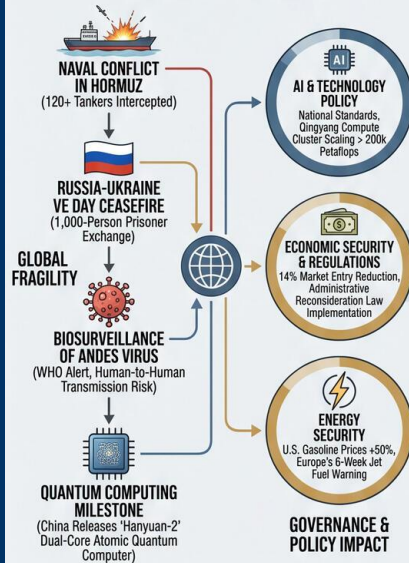 NAVAL CONFLICT
IN HORMUZ
(120+ Tankers Intercepted)
RUSSIA-UKRAINE
VE DAY CEASEFIRE
(1,000-Person Prisoner
Exchange)
GLOBAL
FRAGILITY
BIOSURVEILLANCE
OF ANDES VIRUS
(WHO Alert, Human-to-Human
Transmission Risk)
QUANTUM COMPUTING
MILESTONE
(China Releases 'Hanyuan-2'
Dual-Core Atomic Quantum
Computer)
AI
AI & TECHNOLOGY
POLICY
National Standards,
Qingyang Compute
Cluster Scaling > 200k
Petaflops
$
ECONOMIC SECURITY
& REGULATIONS
14% Market Entry Reduction,
Administrative
Reconsideration Law
Implementation
ENERGY
SECURITY
U.S. Gasoline Prices +50%,
Europe's 6-Week Jet
Fuel Warning
GOVERNANCE &
POLICY IMPACT